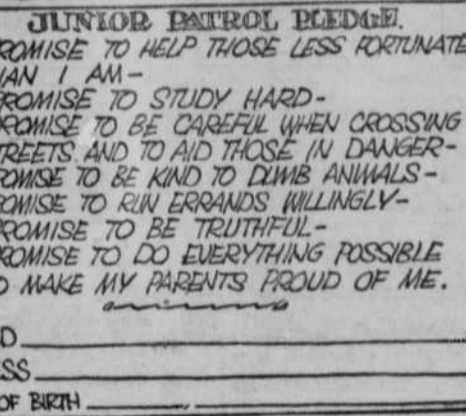 JUNIOR PATROL PLEDGE.
ROMISE TO HELP THOSE LESS FORTUNATE
HAN I AM-
ROMISE TO STUDY HARD-
ROMISE TO BE CAREFUL WHEN CROSSING
TREETS AND TO AID THOSE IN DANGER-
ROMISE TO BE KIND TO DUMB ANIMALS-
ROMISE TO RUN ERRANDS WILLINGLY-
ROMISE TO BE TRUTHFUL-
ROMISE TO DO EVERYTHING POSSIBLE
O MAKE MY PARENTS PROUD OF ME.
D
SS
OF BIRTH